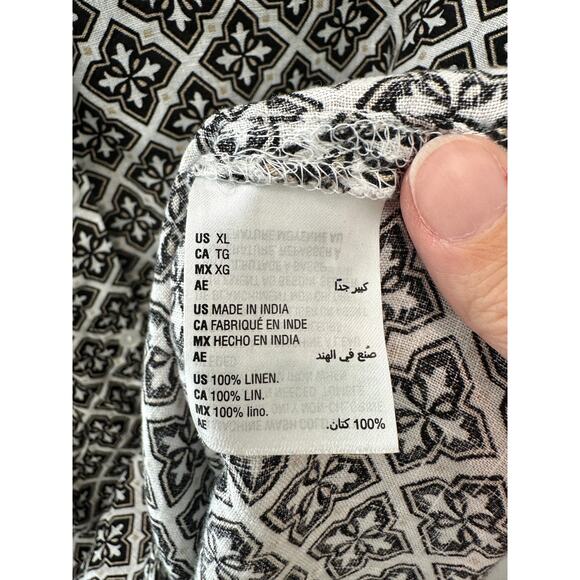 US XL
CA TG
MX XG
AE كبير جدًا
US MADE IN INDIA
CA FABRIQUÉ EN INDE
MX HECHO EN INDIA
AE صُنع في الهند
US 100% LINEN.
CA 100% LIN.
MX 100% lino.
AE 100% كتان.